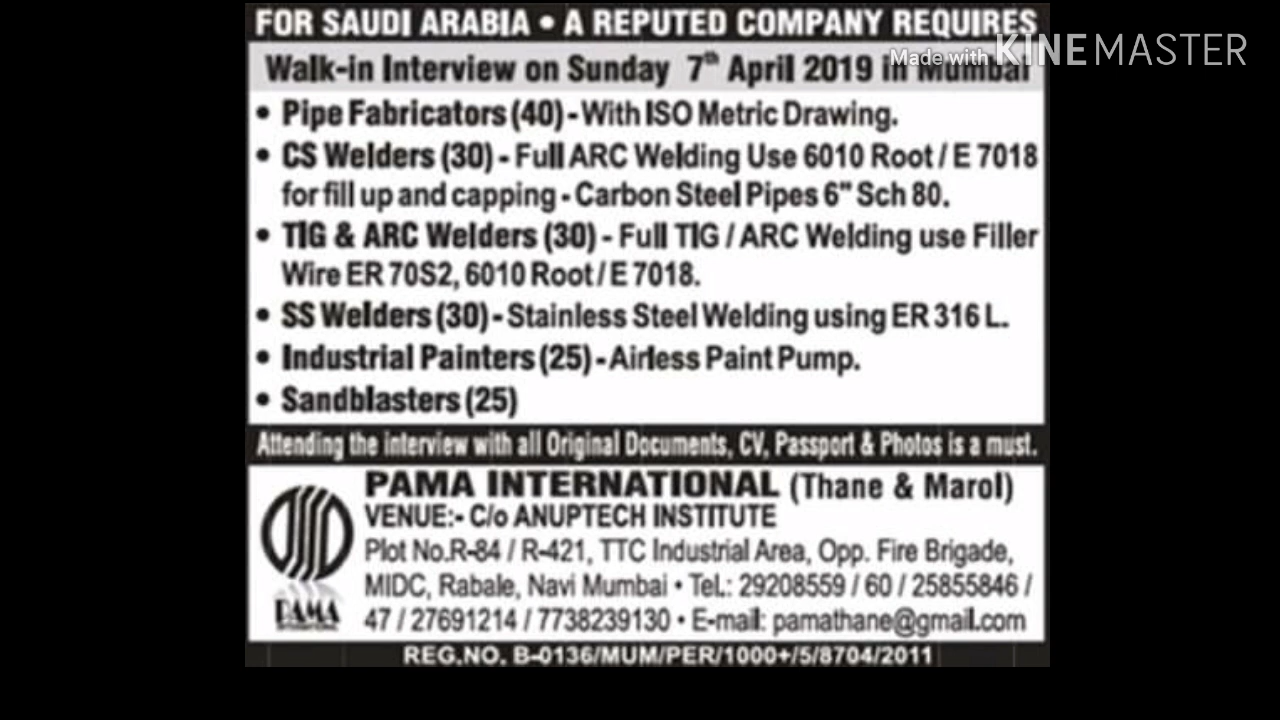 FOR SAUDI ARABIA • A REPUTED COMPANY REQUIRES
Made with KINEMASTER
Walk-in Interview on Sunday 7th April 2019 in Mumbai
• Pipe Fabricators (40) - With ISO Metric Drawing.
• CS Welders (30) - Full ARC Welding Use 6010 Root / E 7018
for fill up and capping - Carbon Steel Pipes 6" Sch 80.
• TIG & ARC Welders (30) - Full TIG / ARC Welding use Filler
Wire ER 70S2, 6010 Root / E 7018.
• SS Welders (30) - Stainless Steel Welding using ER 316 L.
• Industrial Painters (25) - Airless Paint Pump.
• Sandblasters (25)
Attending the interview with all Original Documents, CV, Passport & Photos is a must.
PAMA INTERNATIONAL (Thane & Marol)
VENUE:- C/o ANUPTECH INSTITUTE
Plot No.R-84 / R-421, TTC Industrial Area, Opp. Fire Brigade,
MIDC, Rabale, Navi Mumbai • Tel.: 29208559 / 60 / 25855846 /
47 / 27691214 / 7738239130 • E-mail: pamathane@gmail.com
PAMA
REG.NO. B-0136/MUM/PER/1000+/5/8704/2011